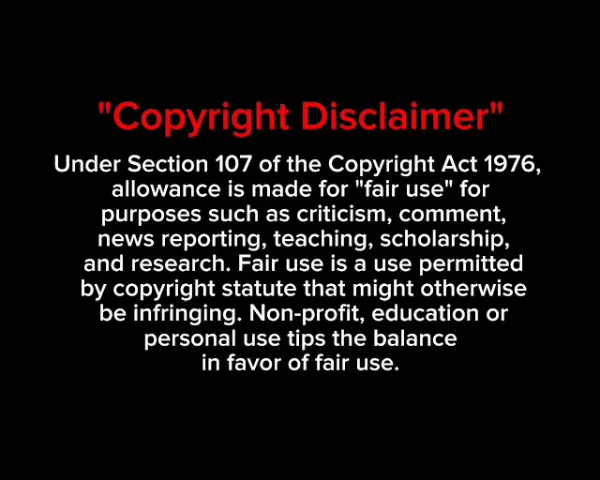 "Copyright Disclaimer"
Under Section 107 of the Copyright Act 1976,
allowance is made for "fair use" for
purposes such as criticism, comment,
news reporting, teaching, scholarship,
and research. Fair use is a use permitted
by copyright statute that might otherwise
be infringing. Non-profit, education or
personal use tips the balance
in favor of fair use.